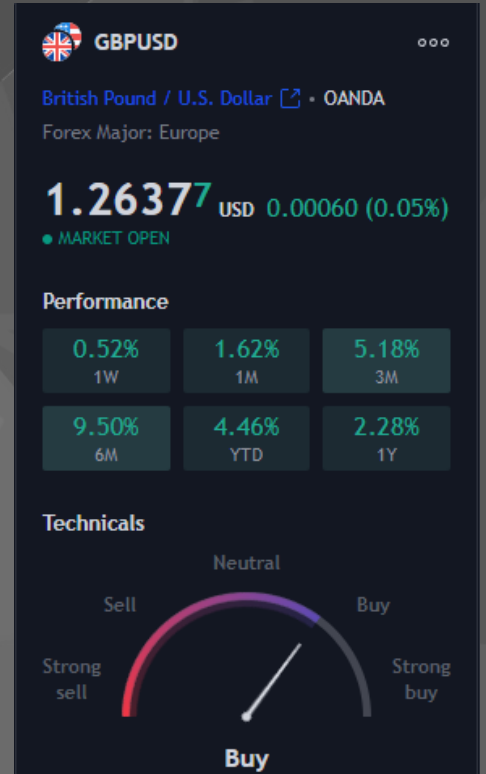 GBPUSD
British Pound / U.S. Dollar • OANDA
Forex Major: Europe
1.26377 USD 0.00060 (0.05%)
MARKET OPEN
Performance
0.52% 1.62% 5.18%
1W 1M 3M
9.50% 4.46% 2.28%
6M YTD 1Y
Technicals
Neutral
Sell Buy
Strong sell Strong buy
Buy